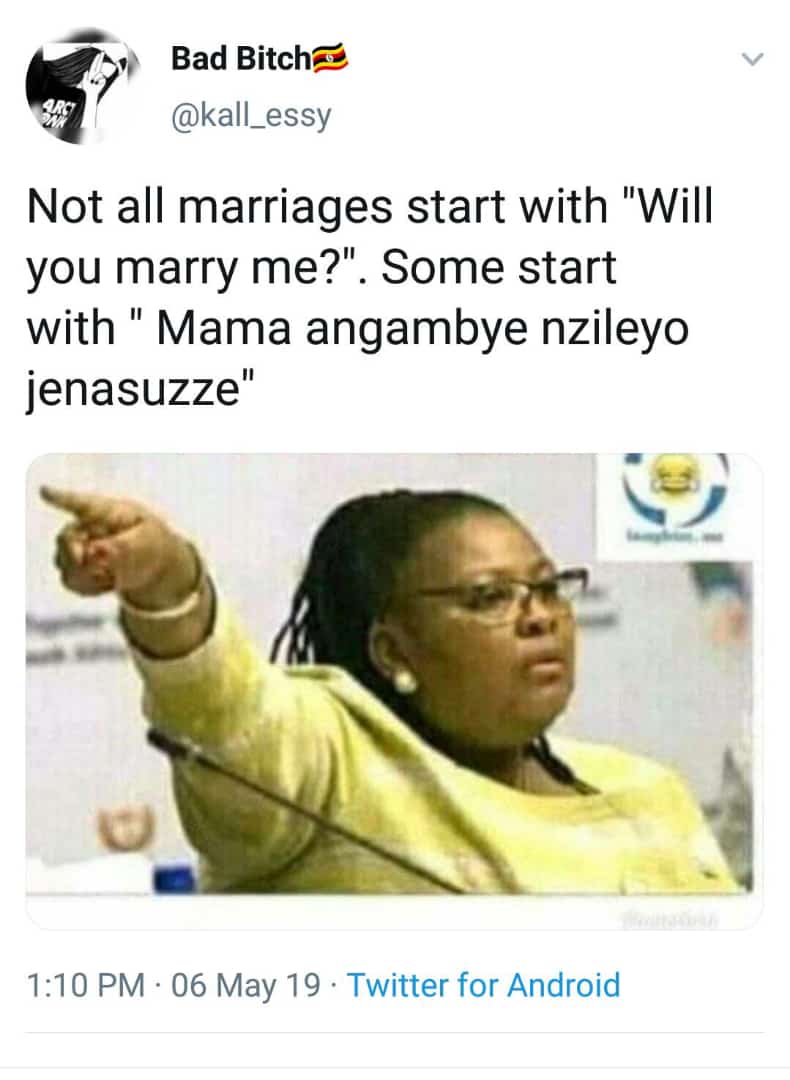 Bad Bitch🇺🇬
@kall_essy
Not all marriages start with "Will
you marry me?". Some start
with " Mama angambye nzileyo
jenasuzze"
1:10 PM · 06 May 19 · Twitter for Android